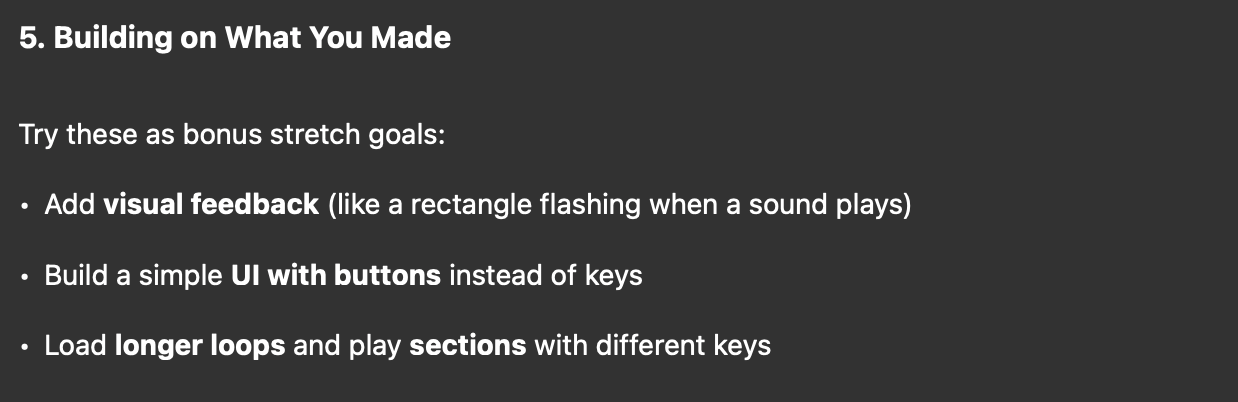 5. Building on What You Made
Try these as bonus stretch goals:
• Add visual feedback (like a rectangle flashing when a sound plays)
• Build a simple UI with buttons instead of keys
• Load longer loops and play sections with different keys